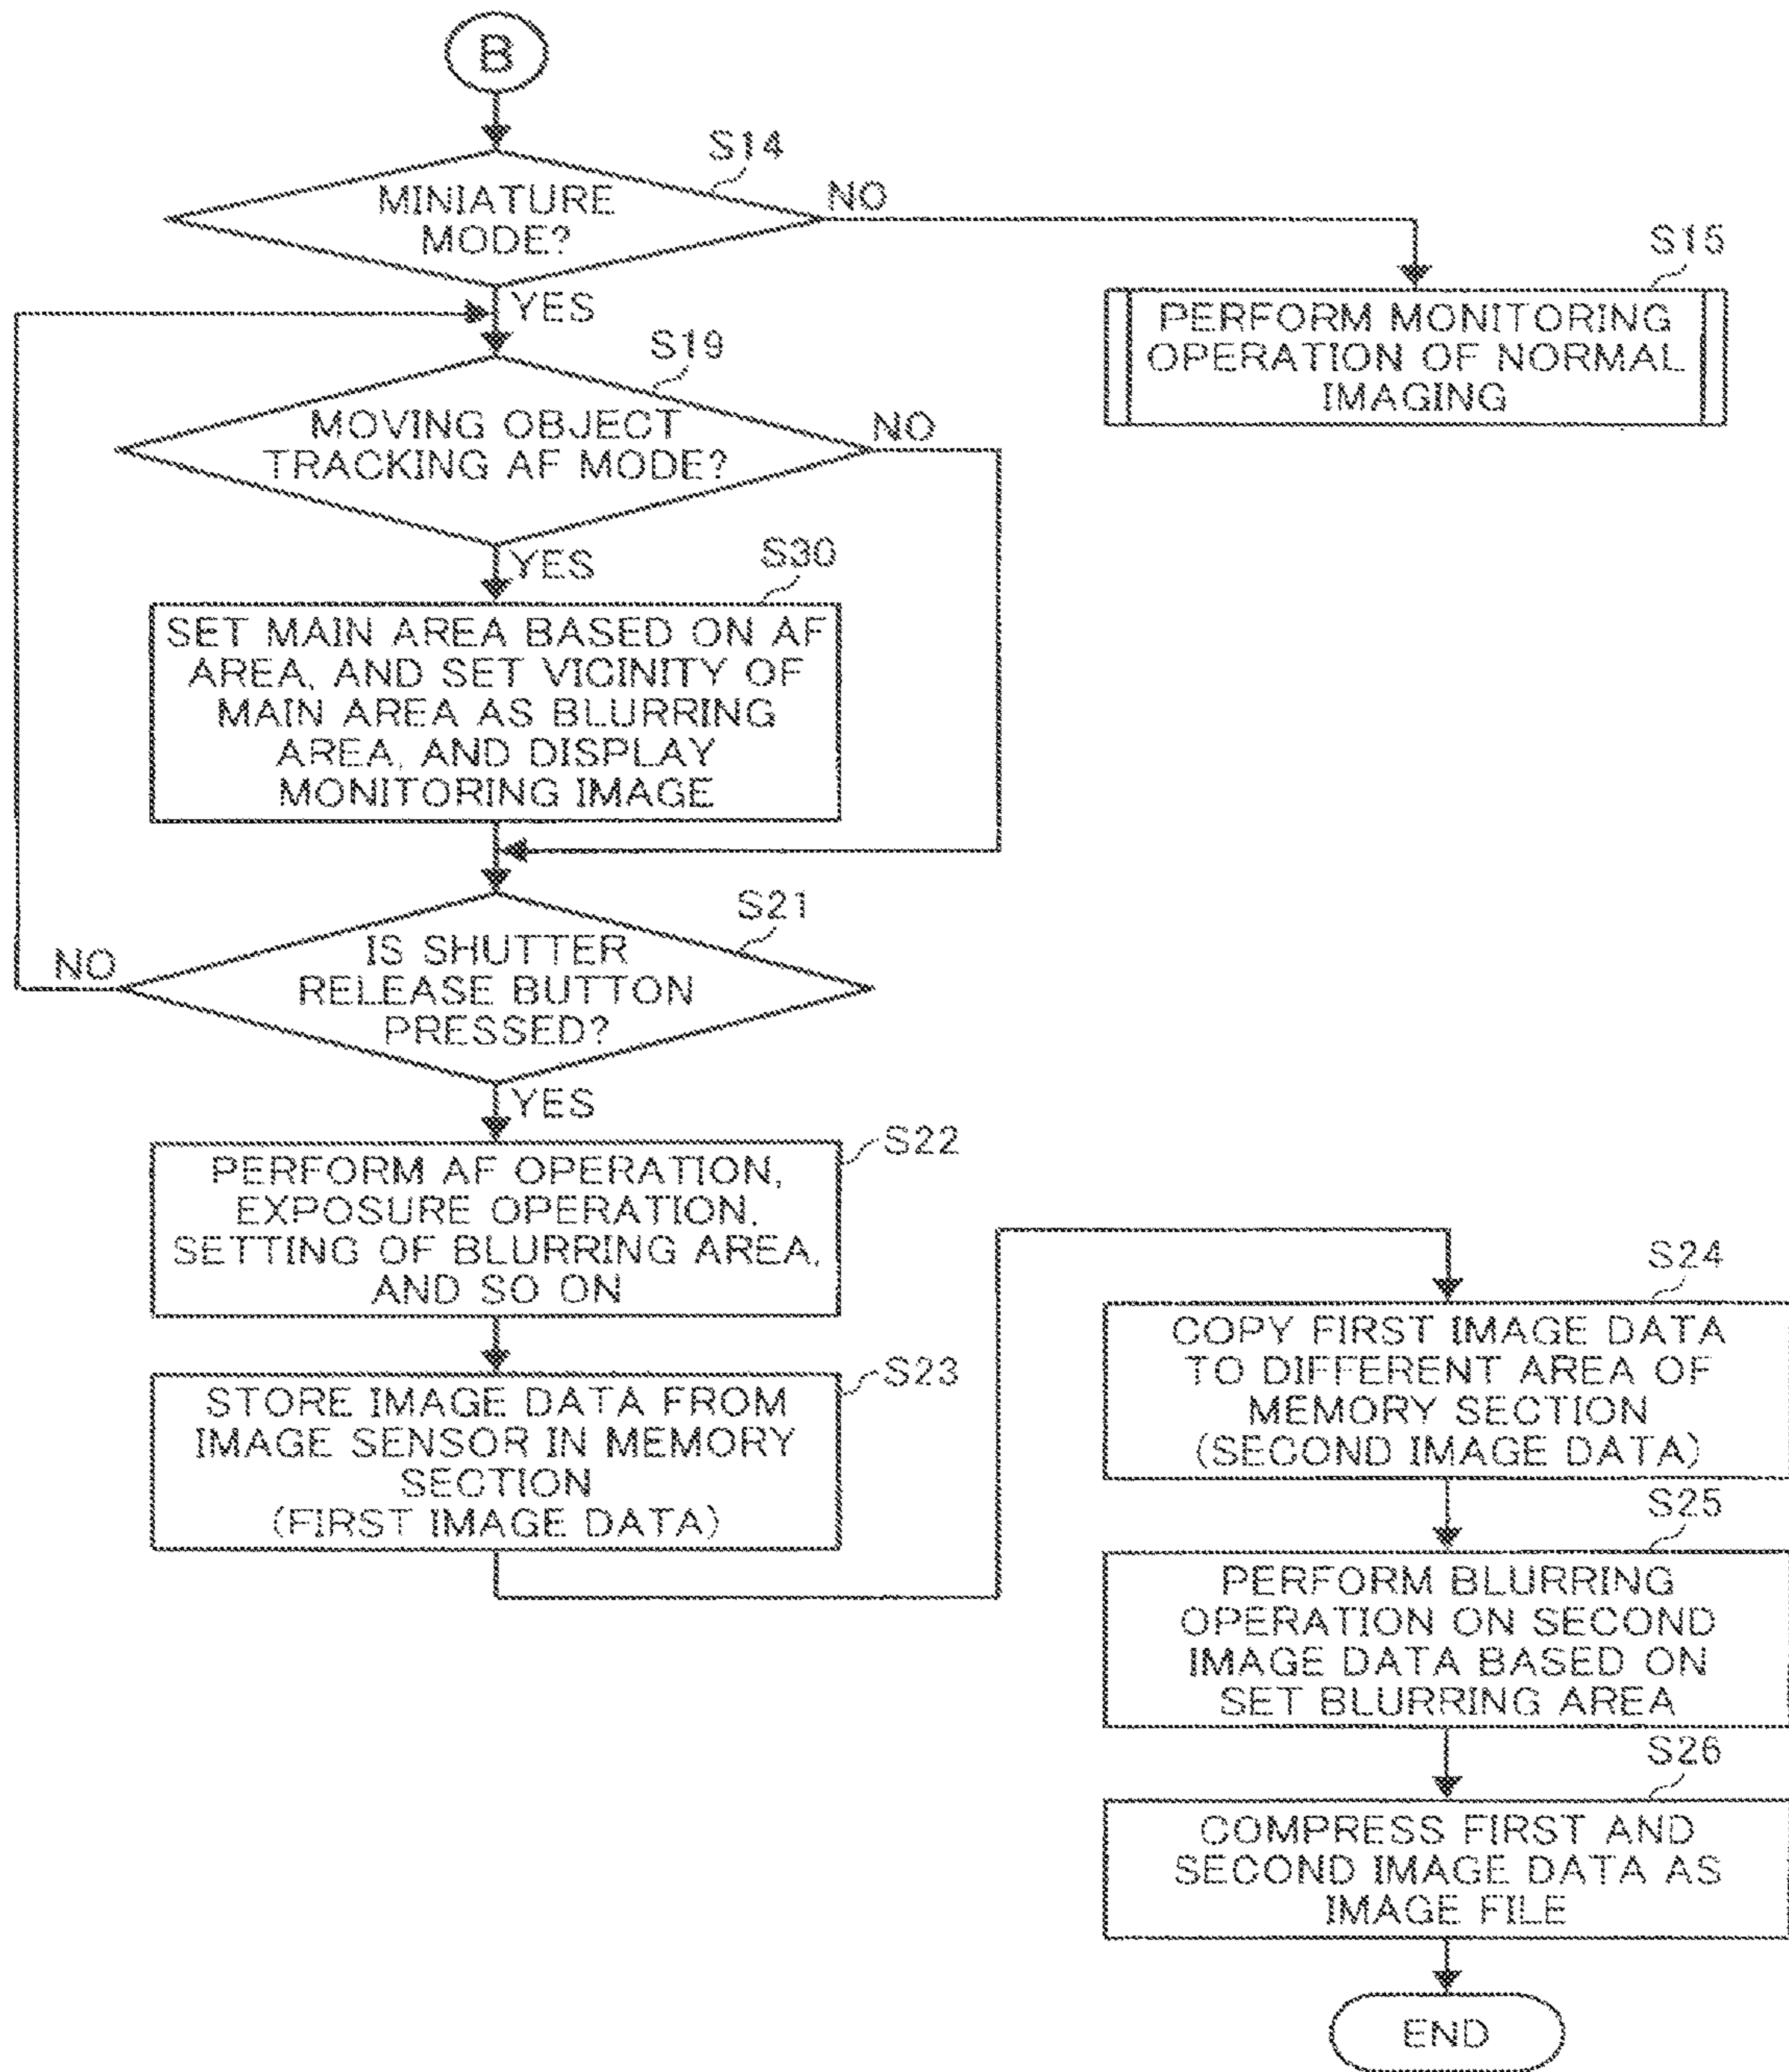 B
S14
MINIATURE
MODE?
NO
YES
S15
PERFORM MONITORING
OPERATION OF NORMAL
IMAGING
S19
MOVING OBJECT
TRACKING AF MODE?
NO
YES
S30
SET MAIN AREA BASED ON AF
AREA, AND SET VICINITY OF
MAIN AREA AS BLURRING
AREA, AND DISPLAY
MONITORING IMAGE
S21
IS SHUTTER
RELEASE BUTTON
PRESSED?
NO
YES
S22
PERFORM AF OPERATION,
EXPOSURE OPERATION,
SETTING OF BLURRING AREA,
AND SO ON
S23
STORE IMAGE DATA FROM
IMAGE SENSOR IN MEMORY
SECTION
(FIRST IMAGE DATA)
S24
COPY FIRST IMAGE DATA
TO DIFFERENT AREA OF
MEMORY SECTION
(SECOND IMAGE DATA)
S25
PERFORM BLURRING
OPERATION ON SECOND
IMAGE DATA BASED ON
SET BLURRING AREA
S26
COMPRESS FIRST AND
SECOND IMAGE DATA AS
IMAGE FILE
END